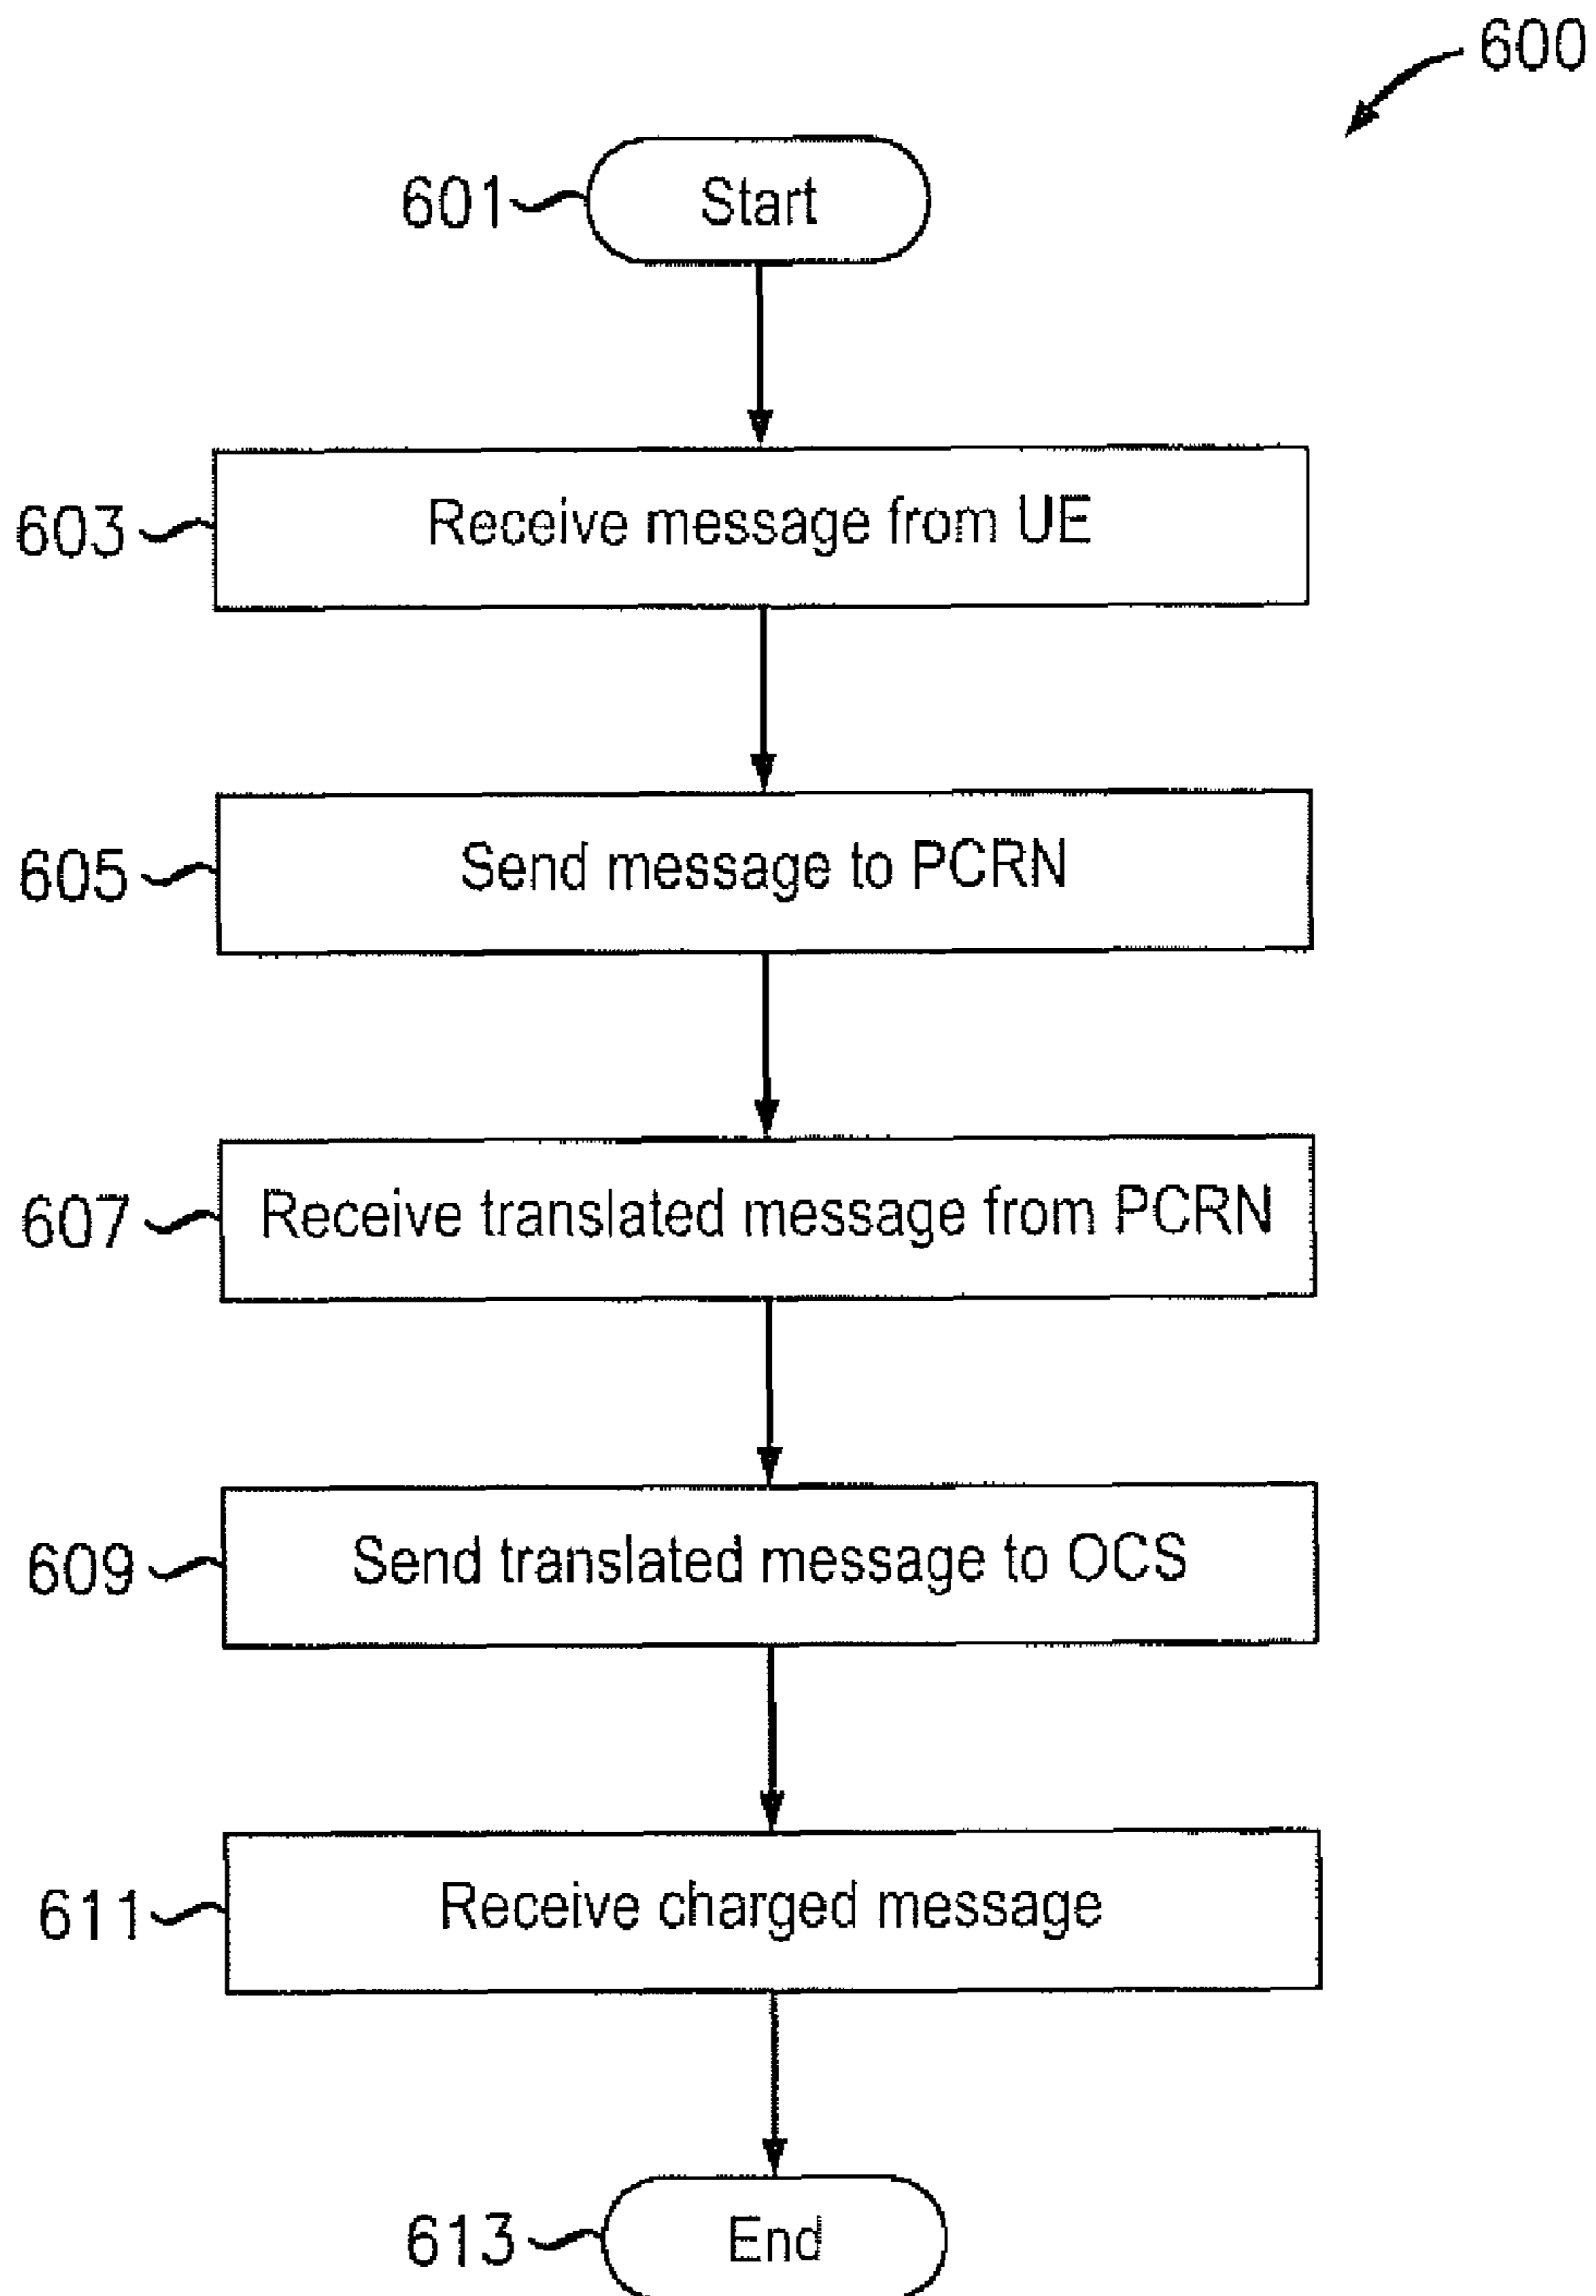 600
601 Start
603 Receive message from UE
605 Send message to PCRN
607 Receive translated message from PCRN
609 Send translated message to OCS
611 Receive charged message
613 End